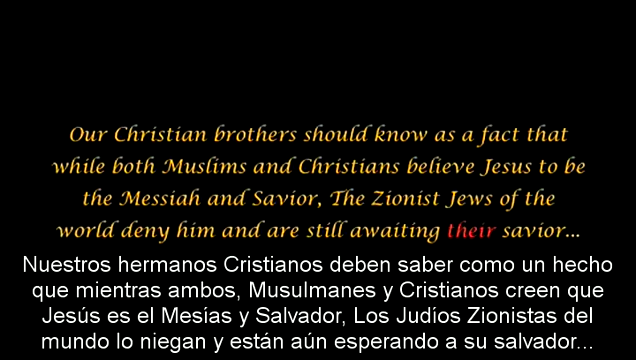 Our Christian brothers should know as a fact that
while both Muslims and Christians believe Jesus to be
the Messiah and Savior, The Zionist Jews of the
world deny him and are still awaiting their savior...
Nuestros hermanos Cristianos deben saber como un hecho
que mientras ambos, Musulmanes y Cristianos creen que
Jesús es el Mesías y Salvador, Los Judíos Zionistas del
mundo lo niegan y están aún esperando a su salvador...